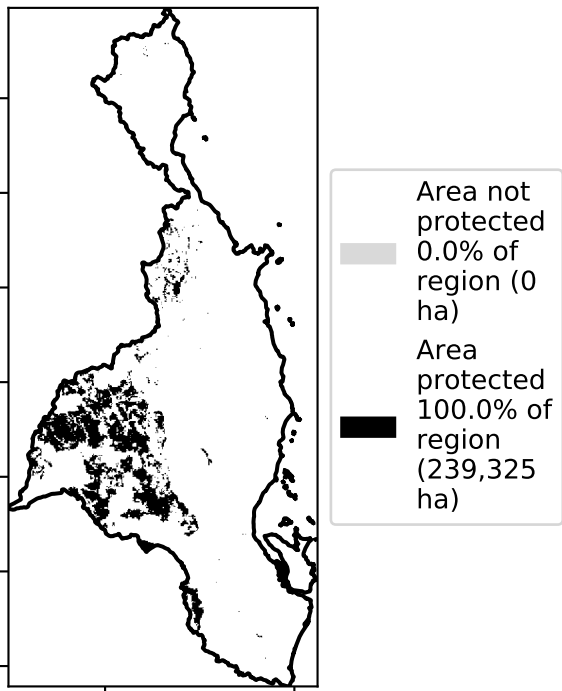 Area not
protected
0.0% of
region (0
ha)
Area
protected
100.0% of
region
(239,325
ha)